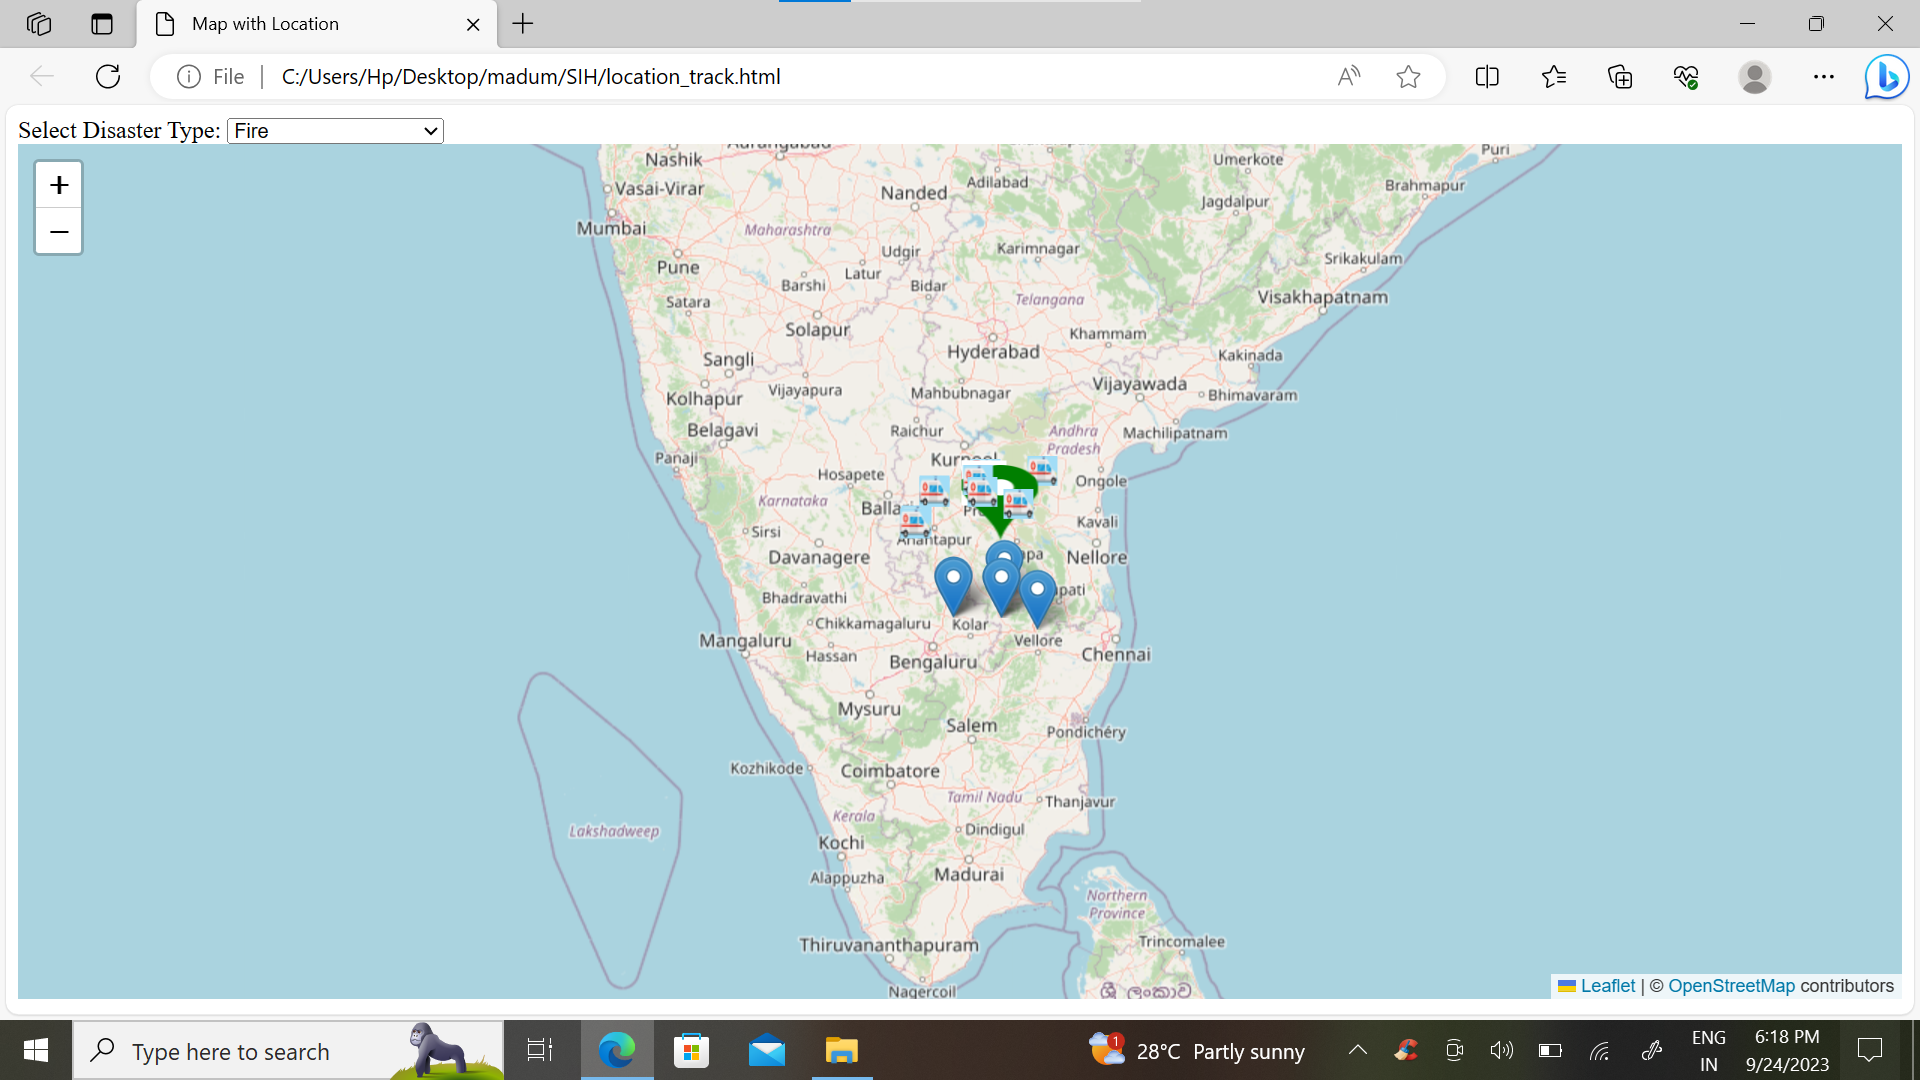 Map with Location
File
C:/Users/Hp/Desktop/madum/SIH/location_track.html
Select Disaster Type: Fire
+
−
Nashik
Puri
Umerkote
Vasai-Virar
Nanded
Adilabad
Brahmapur
Jagdalpur
Mumbai
Maharashtra
Udgir
Karimnagar
Srikakulam
Pune
Latur
Barshi
Bidar
Satara
Telangana
Visakhapatnam
Solapur
Khammam
Hyderabad
Kakinada
Sangli
Vijayapura
Mahbubnagar
Vijayawada
Bhimavaram
Kolhapur
Belagavi
Raichur
Andhra
Pradesh
Machilipatnam
Panaji
Hosapete
Ongole
Karnataka
Kavali
Sirsi
Anantapur
Davanagere
Nellore
Bhadravathi
Chikkamagaluru
Kolar
Mangaluru
Vellore
Hassan
Bengaluru
Chennai
Mysuru
Salem
Pondichéry
Kozhikode
Coimbatore
Tamil Nadu
Thanjavur
Kerala
Lakshadweep
Dindigul
Kochi
Alappuzha
Madurai
Northern
Province
Thiruvananthapuram
Trincomalee
Nagercoil
ශ්‍රී ලංකාව
Leaflet | © OpenStreetMap contributors
Type here to search
1
28°C Partly sunny
ENG
IN
6:18 PM
9/24/2023